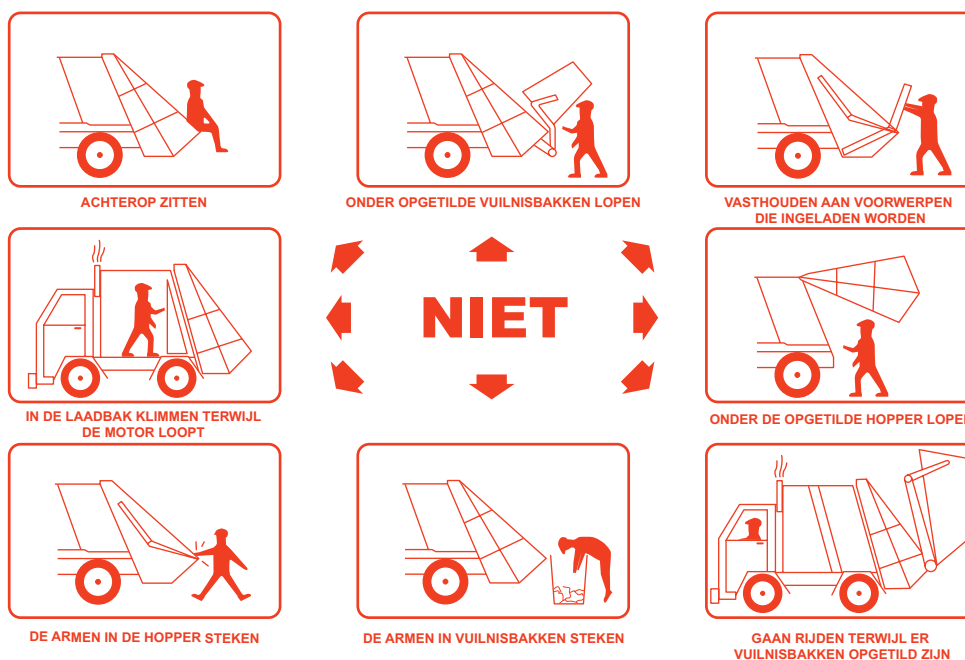 ACHTEROP ZITTEN
ONDER OPGETILDE VUILNISBAKKEN LOPEN
VASTHOUDEN AAN VOORWERPEN
DIE INGELADEN WORDEN
NIET
IN DE LAADBAK KLIMMEN TERWIJL
DE MOTOR LOOPT
ONDER DE OPGETILDE HOPPER LOPEN
DE ARMEN IN DE HOPPER STEKEN
DE ARMEN IN VUILNISBAKKEN STEKEN
GAAN RIJDEN TERWIJL ER
VUILNISBAKKEN OPGETILD ZIJN